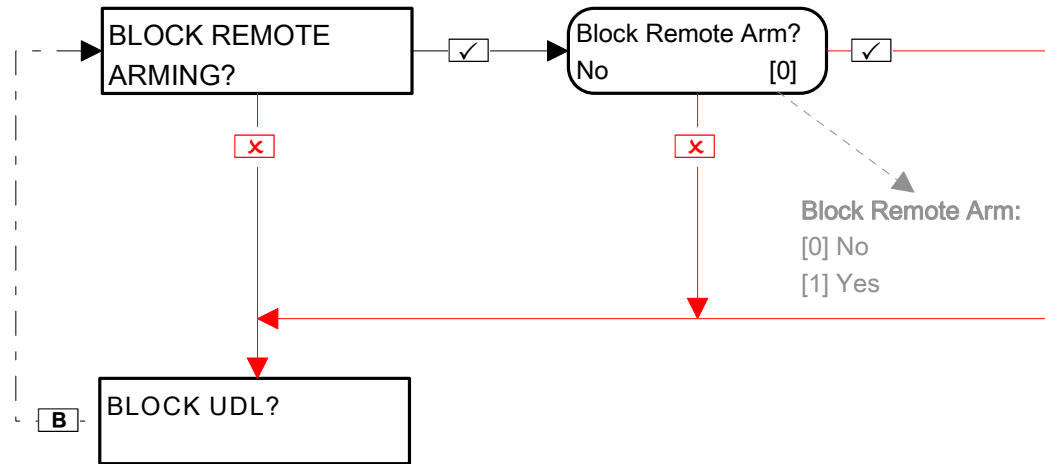 BLOCK REMOTE
ARMING?
Block Remote Arm?
No [0]
Block Remote Arm:
[0] No
[1] Yes
BLOCK UDL?
B